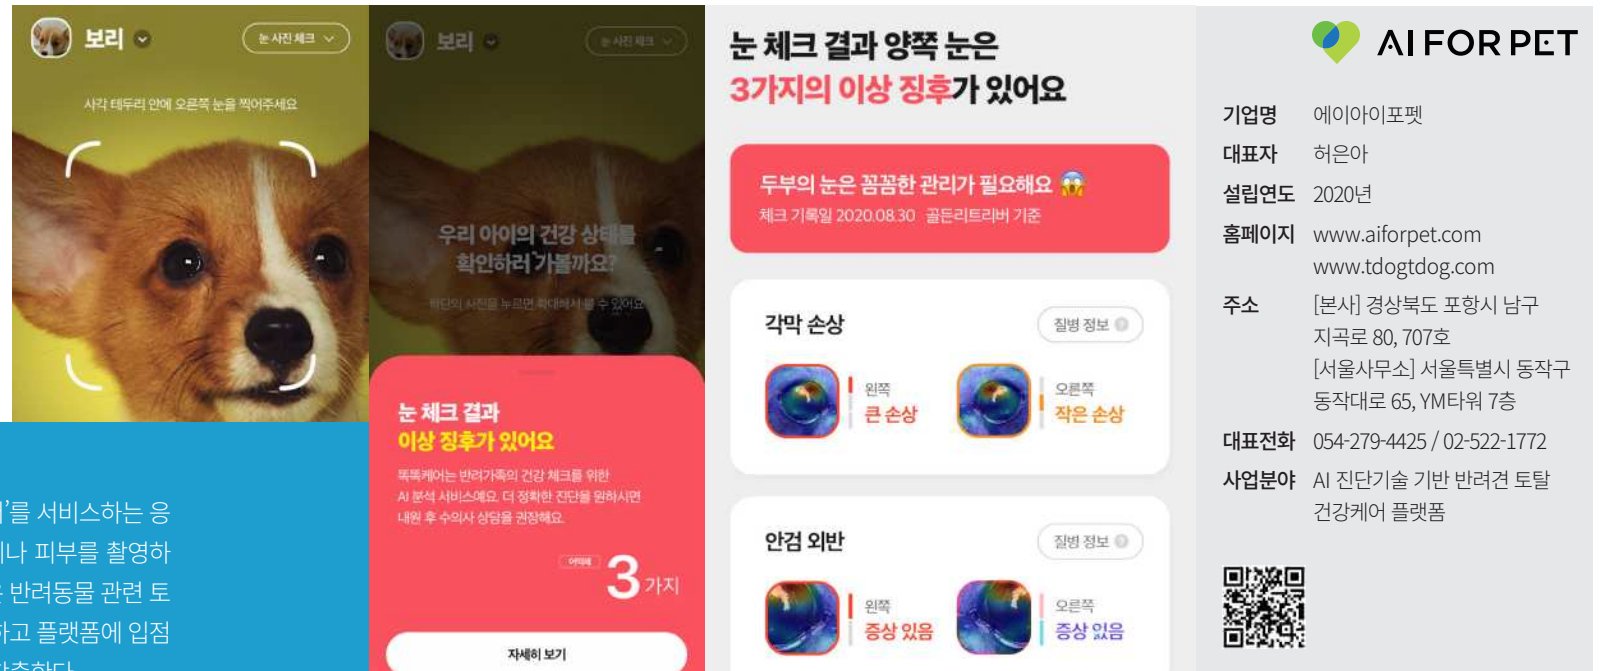 보리
눈 사진 체크
사각 테두리 안에 오른쪽 눈을 찍어주세요
보리
눈 사진 체크
우리 아이의 건강 상태를
확인하러 가볼까요?
하단의 사진을 누르면 확대해서 볼 수 있어요
눈 체크 결과
이상 징후가 있어요
똑똑케어는 반려가족의 건강 체크를 위한
AI 분석 서비스예요. 더 정확한 진단을 원하시면
내원 후 수의사 상담을 권장해요.
3가지
자세히 보기
눈 체크 결과 양쪽 눈은
3가지의 이상 징후가 있어요
두부의 눈은 꼼꼼한 관리가 필요해요 😱
체크 기록일 2020.08.30 골든리트리버 기준
각막 손상
질병 정보 ?
왼쪽
큰 손상
오른쪽
작은 손상
안검 외반
질병 정보 ?
왼쪽
증상 있음
오른쪽
증상 있음
를 서비스하는 응
나 피부를 촬영하
반려동물 관련 토
하고 플랫폼에 입점
AI FOR PET
기업명 에이아이포펫
대표자 허은아
설립연도 2020년
홈페이지 www.aiforpet.com
www.tdogtdog.com
주소 [본사] 경상북도 포항시 남구
지곡로 80, 707호
[서울사무소] 서울특별시 동작구
동작대로 65, YM타워 7층
대표전화 054-279-4425 / 02-522-1772
사업분야 AI 진단기술 기반 반려견 토탈
건강케어 플랫폼